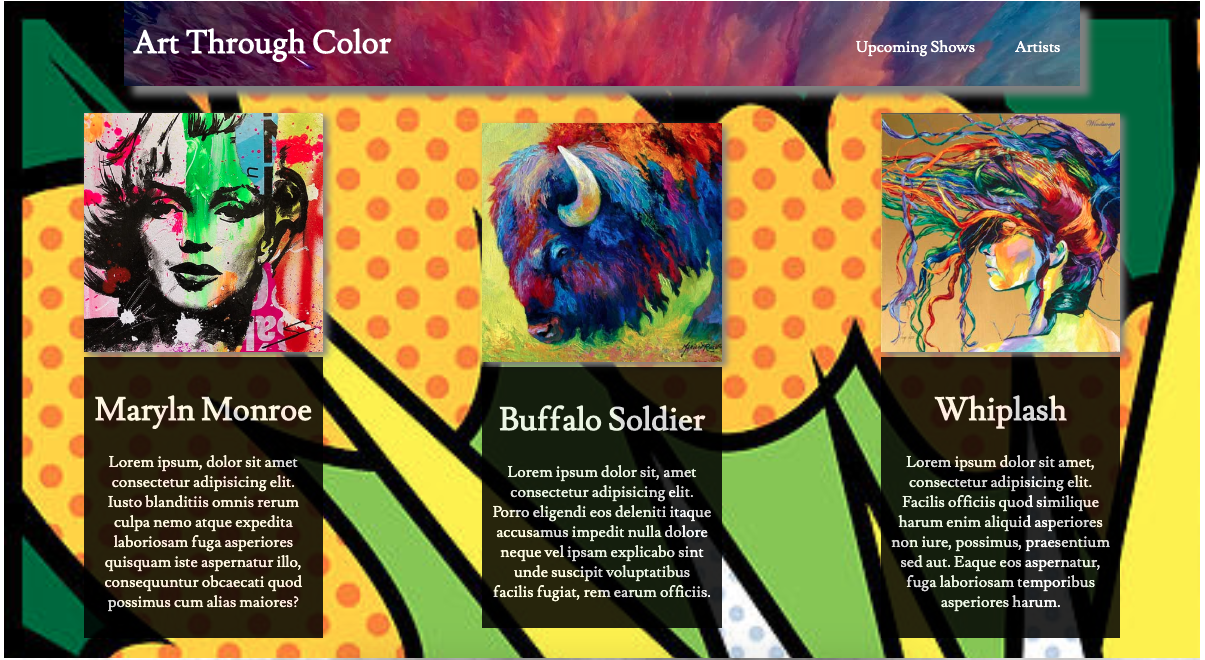 Art Through Color
Upcoming Shows
Artists
Maryln Monroe
Lorem ipsum, dolor sit amet
consectetur adipisicing elit.
Iusto blanditiis omnis rerum
culpa nemo atque expedita
laboriosam fuga asperiores
quisquam iste aspernatur illo,
consequuntur obcaecati quod
possimus cum alias maiores?
Buffalo Soldier
Lorem ipsum dolor sit, amet
consectetur adipisicing elit.
Porro eligendi eos deleniti itaque
accusamus impedit nulla dolore
neque vel ipsam explicabo sint
unde suscipit voluptatibus
facilis fugiat, rem earum officiis.
Whiplash
Lorem ipsum dolor sit amet,
consectetur adipisicing elit.
Facilis officiis quod similique
harum enim aliquid asperiores
non iure, possimus, praesentium
sed aut. Eaque eos aspernatur,
fuga laboriosam temporibus
asperiores harum.